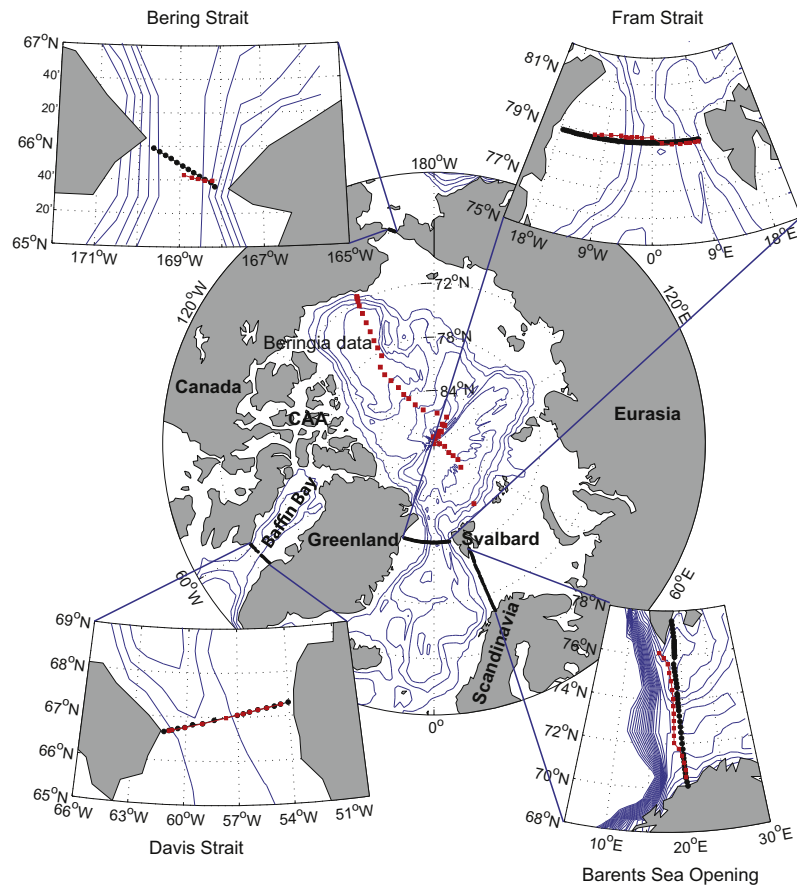 Bering Strait
Fram Strait
67°N
40'
20'
66°N
40'
20'
65°N
171°W
169°W
167°W
165°W
81°N
79°N
77°N
18°W
9°W
0°
9°E
18°E
180°W
75°N
120°W
120°E
72°N
Beringia data
78°N
84°N
Canada
CAA
Eurasia
Baffin Bay
Greenland
Svalbard
60°W
60°E
Scandinavia
0°
69°N
68°N
67°N
66°N
65°N
66°W
63°W
60°W
57°W
54°W
51°W
Davis Strait
78°N
76°N
74°N
72°N
70°N
68°N
10°E
20°E
30°E
Barents Sea Opening